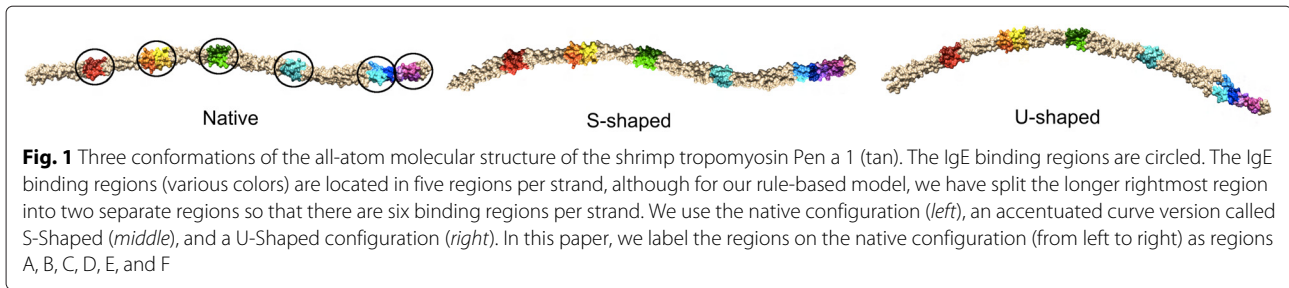 Native
S-shaped
U-shaped
Fig. 1 Three conformations of the all-atom molecular structure of the shrimp tropomyosin Pen a 1 (tan). The IgE binding regions are circled. The IgE
binding regions (various colors) are located in five regions per strand, although for our rule-based model, we have split the longer rightmost region
into two separate regions so that there are six binding regions per strand. We use the native configuration (left), an accentuated curve version called
S-Shaped (middle), and a U-Shaped configuration (right). In this paper, we label the regions on the native configuration (from left to right) as regions
A, B, C, D, E, and F